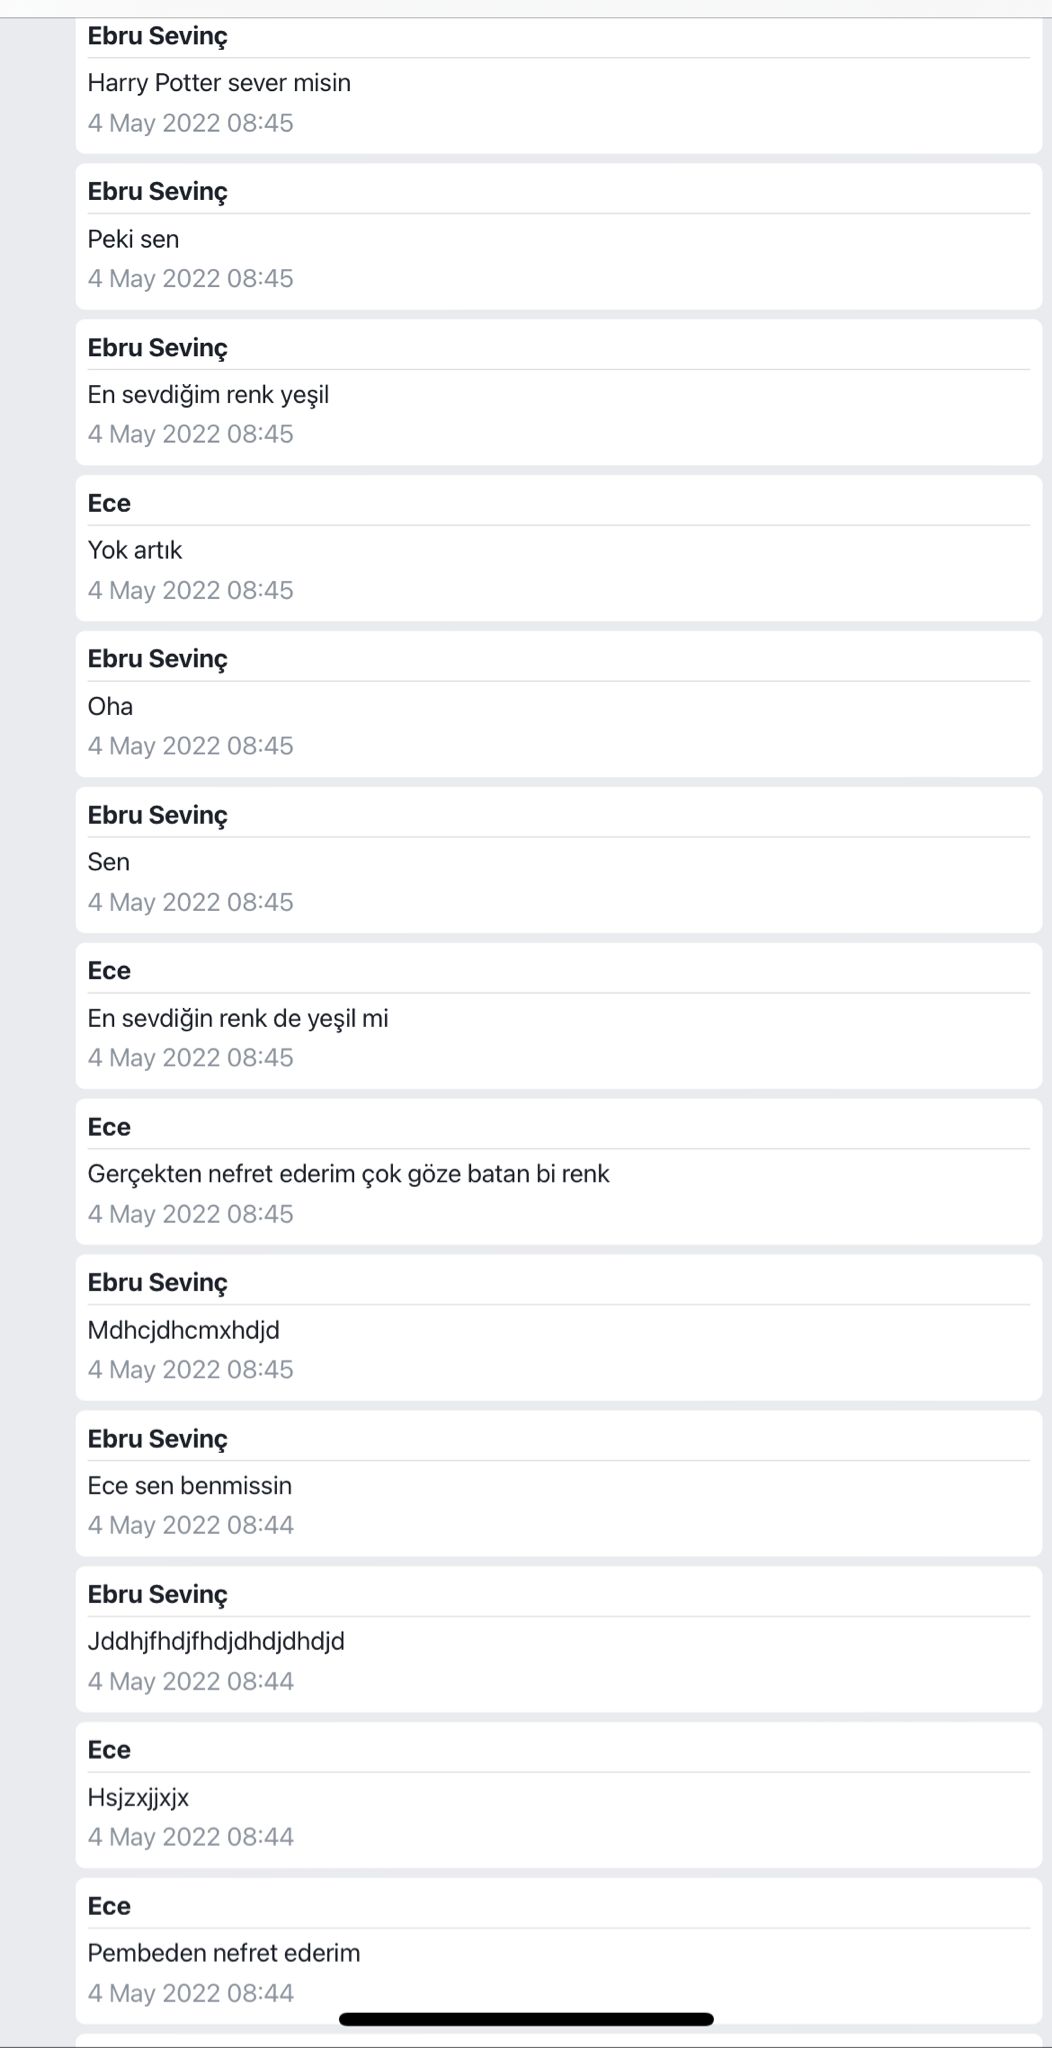 Ebru Sevinç
Harry Potter sever misin
4 May 2022 08:45
Ebru Sevinç
Peki sen
4 May 2022 08:45
Ebru Sevinç
En sevdiğim renk yeşil
4 May 2022 08:45
Ece
Yok artık
4 May 2022 08:45
Ebru Sevinç
Oha
4 May 2022 08:45
Ebru Sevinç
Sen
4 May 2022 08:45
Ece
En sevdiğin renk de yeşil mi
4 May 2022 08:45
Ece
Gerçekten nefret ederim çok göze batan bi renk
4 May 2022 08:45
Ebru Sevinç
Mdhcjdhcmxhdjd
4 May 2022 08:45
Ebru Sevinç
Ece sen benmissin
4 May 2022 08:44
Ebru Sevinç
Jddhjfhdjfhdjdhdjdhdjd
4 May 2022 08:44
Ece
Hsjzxjjxjx
4 May 2022 08:44
Ece
Pembeden nefret ederim
4 May 2022 08:44